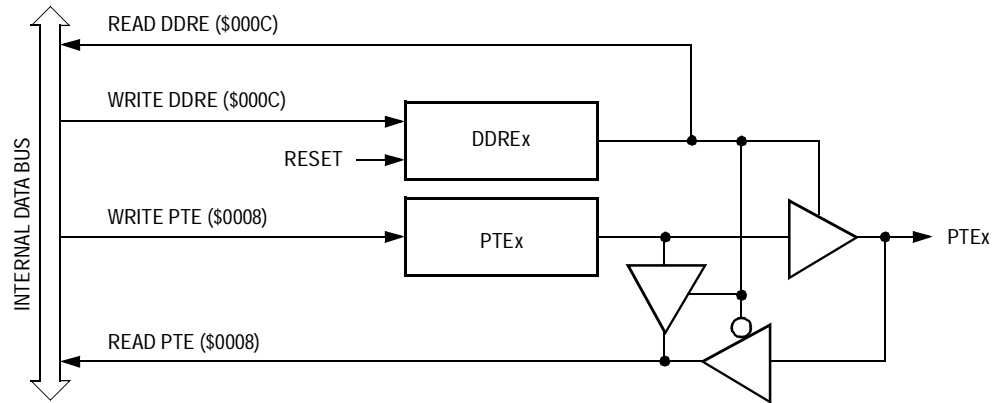 READ DDRE ($000C)
WRITE DDRE ($000C)
DDREx
RESET
INTERNAL DATA BUS
WRITE PTE ($0008)
PTEx
PTEx
READ PTE ($0008)